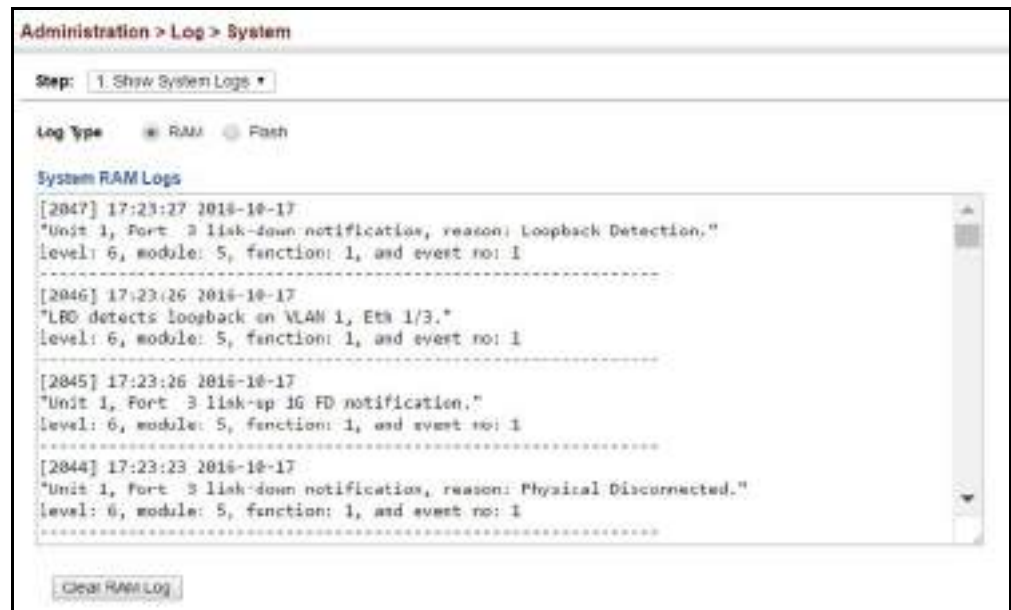 Administration > Log > System
Step: 1. Show System Logs
Log Type RAM Flash
System RAM Logs
[2047] 17:23:27 2016-10-17
"Unit 1, Port  3 link-down notification, reason: Loopback Detection."
level: 6, module: 5, function: 1, and event no: 1
------------------------------------------------------------
[2046] 17:23:26 2016-10-17
"LBD detects loopback on VLAN 1, Eth 1/3."
level: 6, module: 5, function: 1, and event no: 1
------------------------------------------------------------
[2045] 17:23:26 2016-10-17
"Unit 1, Port  3 link-up 1G FD notification."
level: 6, module: 5, function: 1, and event no: 1
------------------------------------------------------------
[2044] 17:23:23 2016-10-17
"Unit 1, Port  3 link-down notification, reason: Physical Disconnected."
level: 6, module: 5, function: 1, and event no: 1
------------------------------------------------------------
Clear RAM Log